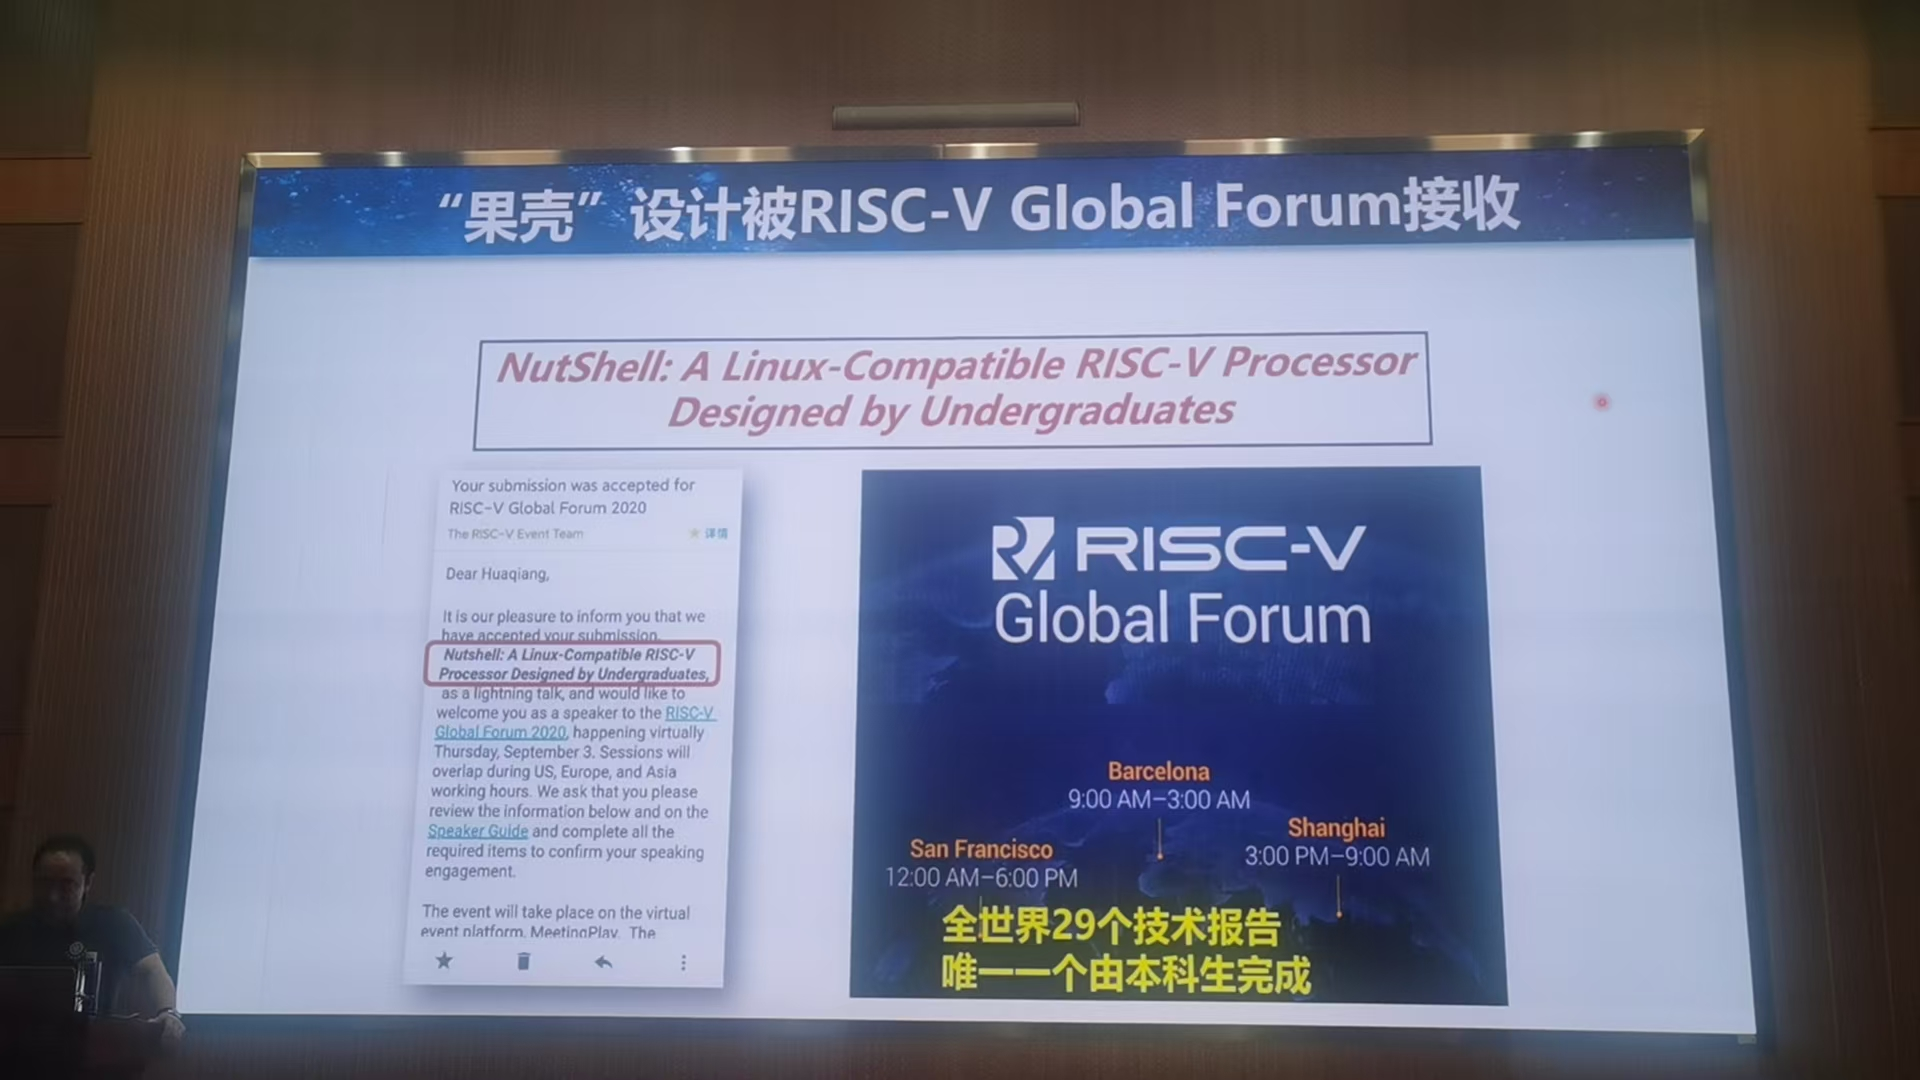 “果壳”设计被RISC-V Global Forum接收
NutShell: A Linux-Compatible RISC-V Processor
Designed by Undergraduates
Your submission was accepted for
RISC-V Global Forum 2020
The RISC-V Event Team
详情
Dear Huaqiang,
It is our pleasure to inform you that we
have accepted your submission,
Nutshell: A Linux-Compatible RISC-V
Processor Designed by Undergraduates,
as a lightning talk, and would like to
welcome you as a speaker to the RISC-V
Global Forum 2020, happening virtually
Thursday, September 3. Sessions will
overlap during US, Europe, and Asia
working hours. We ask that you please
review the information below and on the
Speaker Guide and complete all the
required items to confirm your speaking
engagement.
The event will take place on the virtual
event platform, MeetingPlay. The
RISC-V
Global Forum
Barcelona
9:00 AM–3:00 AM
Shanghai
3:00 PM–9:00 AM
San Francisco
12:00 AM–6:00 PM
全世界29个技术报告
唯一一个由本科生完成